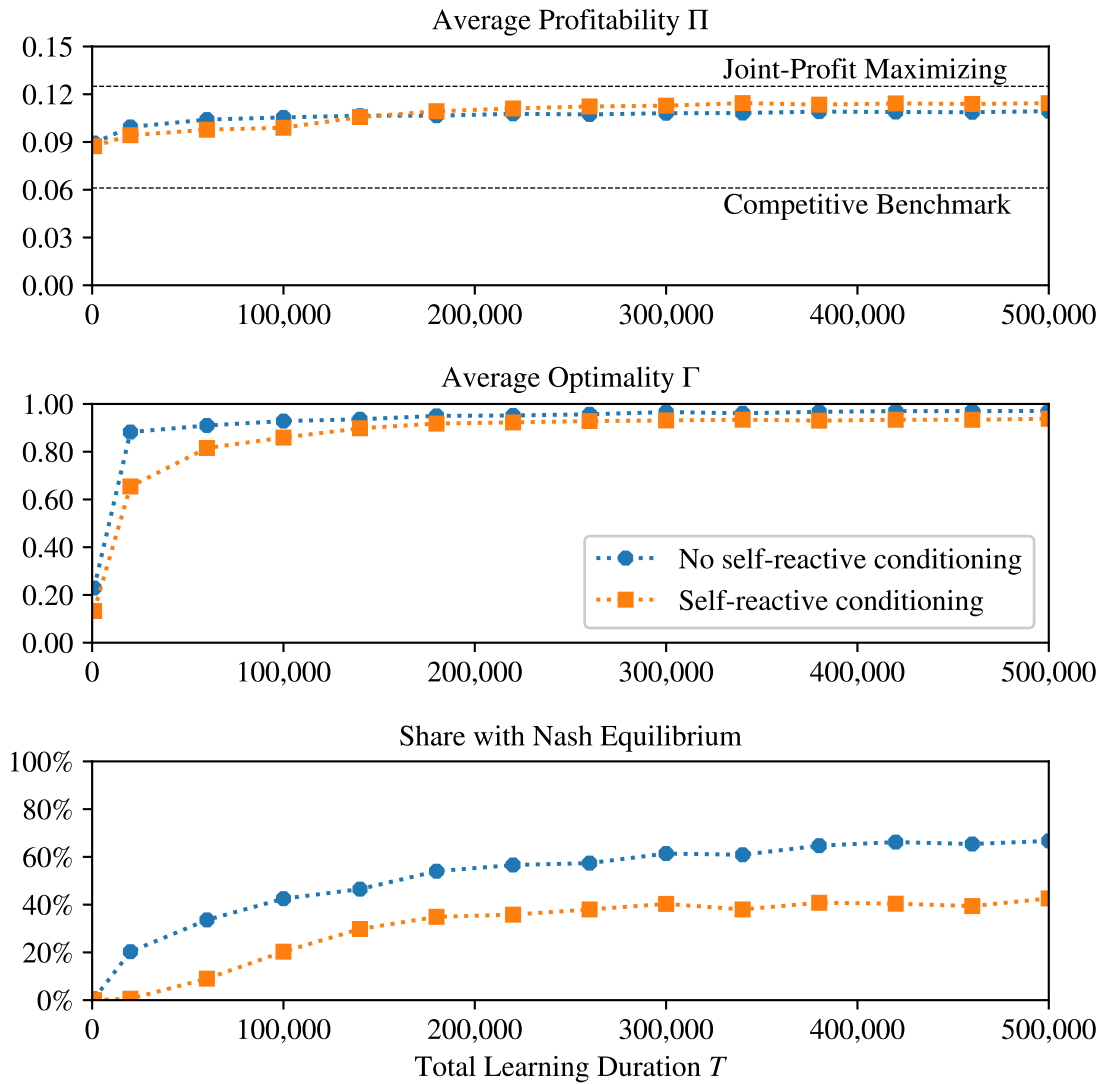 Average Profitability Π
0.15
0.12
0.09
0.06
0.03
0.00
Joint-Profit Maximizing
Competitive Benchmark
0 100,000 200,000 300,000 400,000 500,000
Average Optimality Γ
1.00
0.80
0.60
0.40
0.20
0.00
No self-reactive conditioning
Self-reactive conditioning
0 100,000 200,000 300,000 400,000 500,000
Share with Nash Equilibrium
100%
80%
60%
40%
20%
0%
0 100,000 200,000 300,000 400,000 500,000
Total Learning Duration T